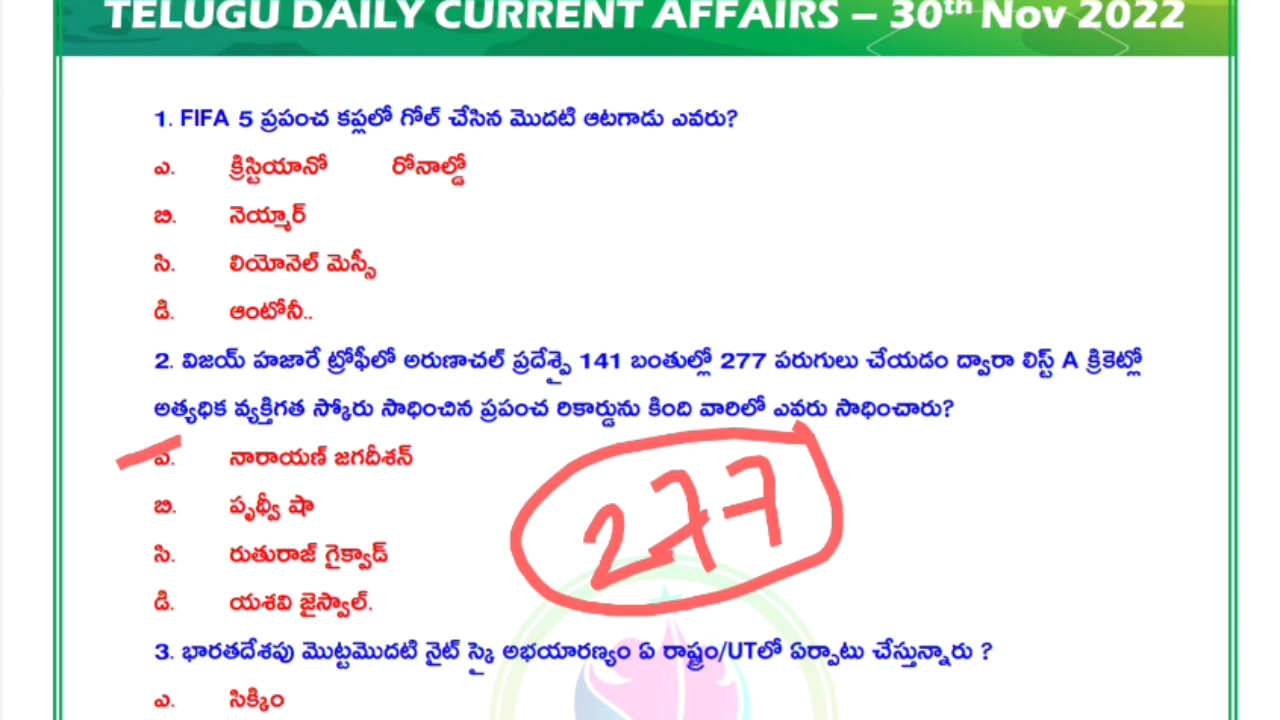 TELUGU DAILY CURRENT AFFAIRS – 30th Nov 2022
1. FIFA 5 ప్రపంచ కప్లలో గోల్ చేసిన మొదటి ఆటగాడు ఎవరు?
ఎ. క్రిస్టియానో రోనాల్డో
బి. నెయ్మార్
సి. లియోనెల్ మెస్సీ
డి. ఆంటోనీ..
2. విజయ్ హజారే ట్రోఫీలో అరుణాచల్ ప్రదేశ్పై 141 బంతుల్లో 277 పరుగులు చేయడం ద్వారా లిస్ట్ A క్రికెట్లో
అత్యధిక వ్యక్తిగత స్కోరు సాధించిన ప్రపంచ రికార్డును కింది వారిలో ఎవరు సాధించారు?
ఎ. నారాయణ్ జగదీశన్
బి. పృథ్వీ షా
277
సి. రుతురాజ్ గైక్వాడ్
డి. యశవి జైస్వాల్.
3. భారతదేశపు మొట్టమొదటి నైట్ స్కై అభయారణ్యం ఏ రాష్ట్రం/UTలో ఏర్పాటు చేస్తున్నారు ?
ఎ. సిక్కిం